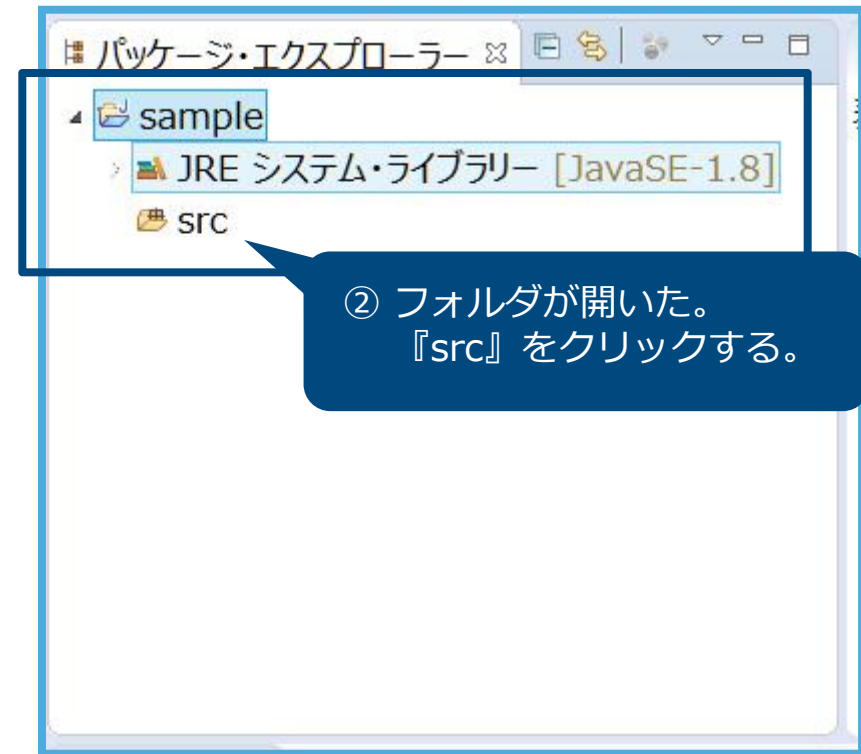 パッケージ・エクスプローラー
sample
JRE システム・ライブラリー [JavaSE-1.8]
src
② フォルダが開いた。
『src』をクリックする。